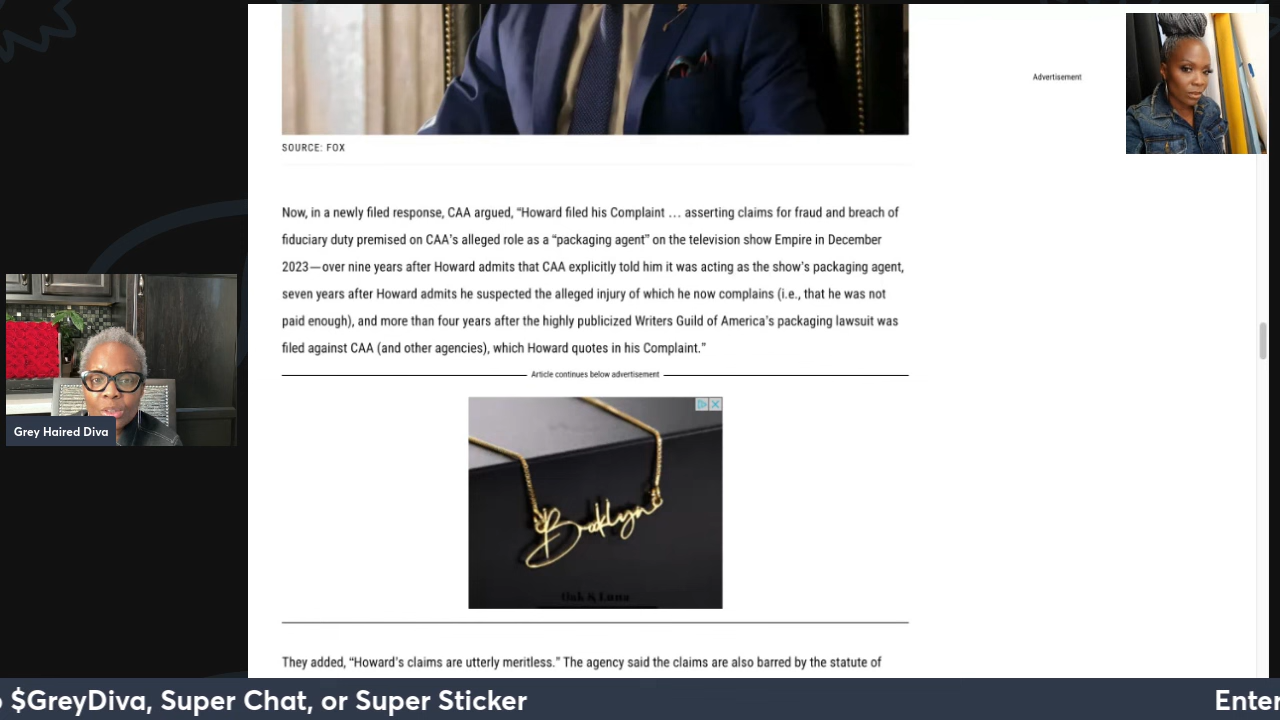 Advertisement
SOURCE: FOX
Now, in a newly filed response, CAA argued, “Howard filed his Complaint … asserting claims for fraud and breach of
fiduciary duty premised on CAA’s alleged role as a “packaging agent” on the television show Empire in December
2023—over nine years after Howard admits that CAA explicitly told him it was acting as the show’s packaging agent,
seven years after Howard admits he suspected the alleged injury of which he now complains (i.e., that he was not
paid enough), and more than four years after the highly publicized Writers Guild of America’s packaging lawsuit was
filed against CAA (and other agencies), which Howard quotes in his Complaint.”
Article continues below advertisement
Grey Haired Diva
Brooklyn
Oak & Luna
They added, “Howard’s claims are utterly meritless.” The agency said the claims are also barred by the statute of
$GreyDiva, Super Chat, or Super Sticker
Enter